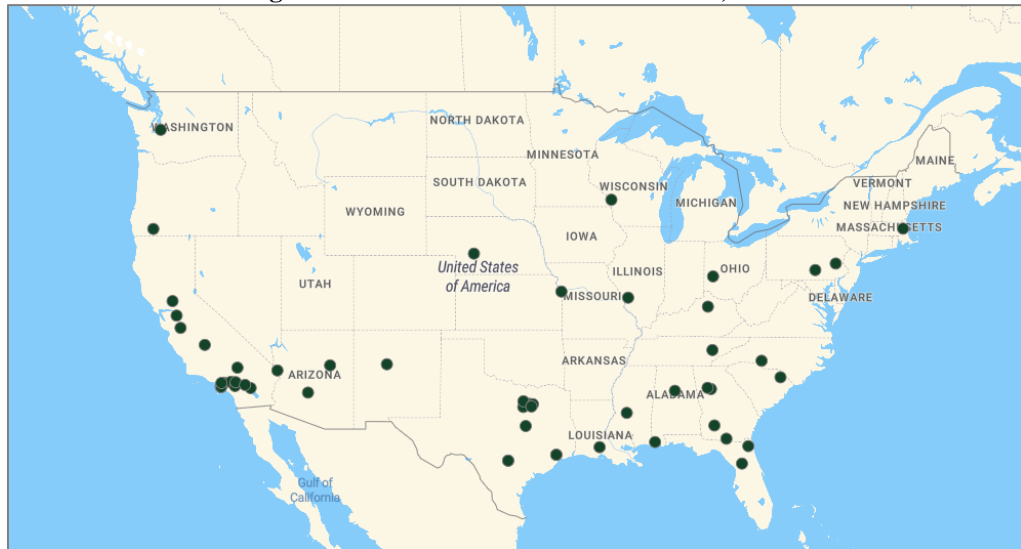 WASHINGTON
NORTH DAKOTA
MINNESOTA
MAINE
VERMONT
SOUTH DAKOTA
WISCONSIN
MICHIGAN
NEW HAMPSHIRE
WYOMING
MASSACHUSETTS
IOWA
United States
of America
ILLINOIS
OHIO
UTAH
MISSOURI
DELAWARE
ARKANSAS
ARIZONA
ALABAMA
LOUISIANA
Gulf of
California